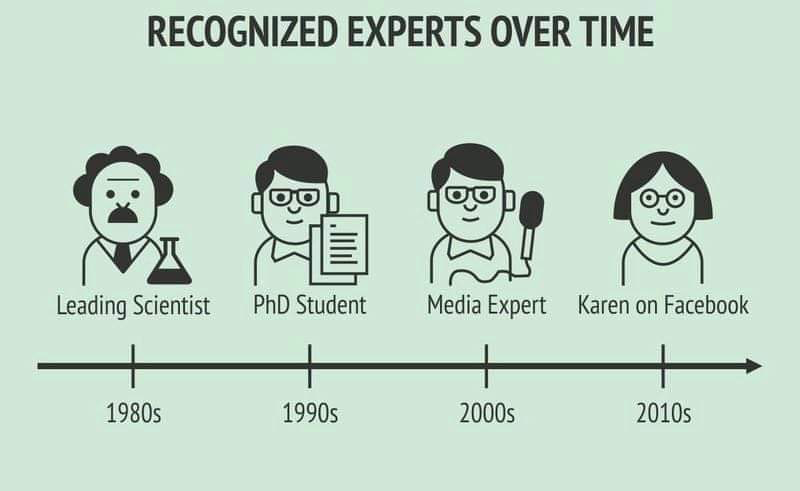 RECOGNIZED EXPERTS OVER TIME
Leading Scientist
PhD Student
Media Expert
Karen on Facebook
1980s
1990s
2000s
2010s